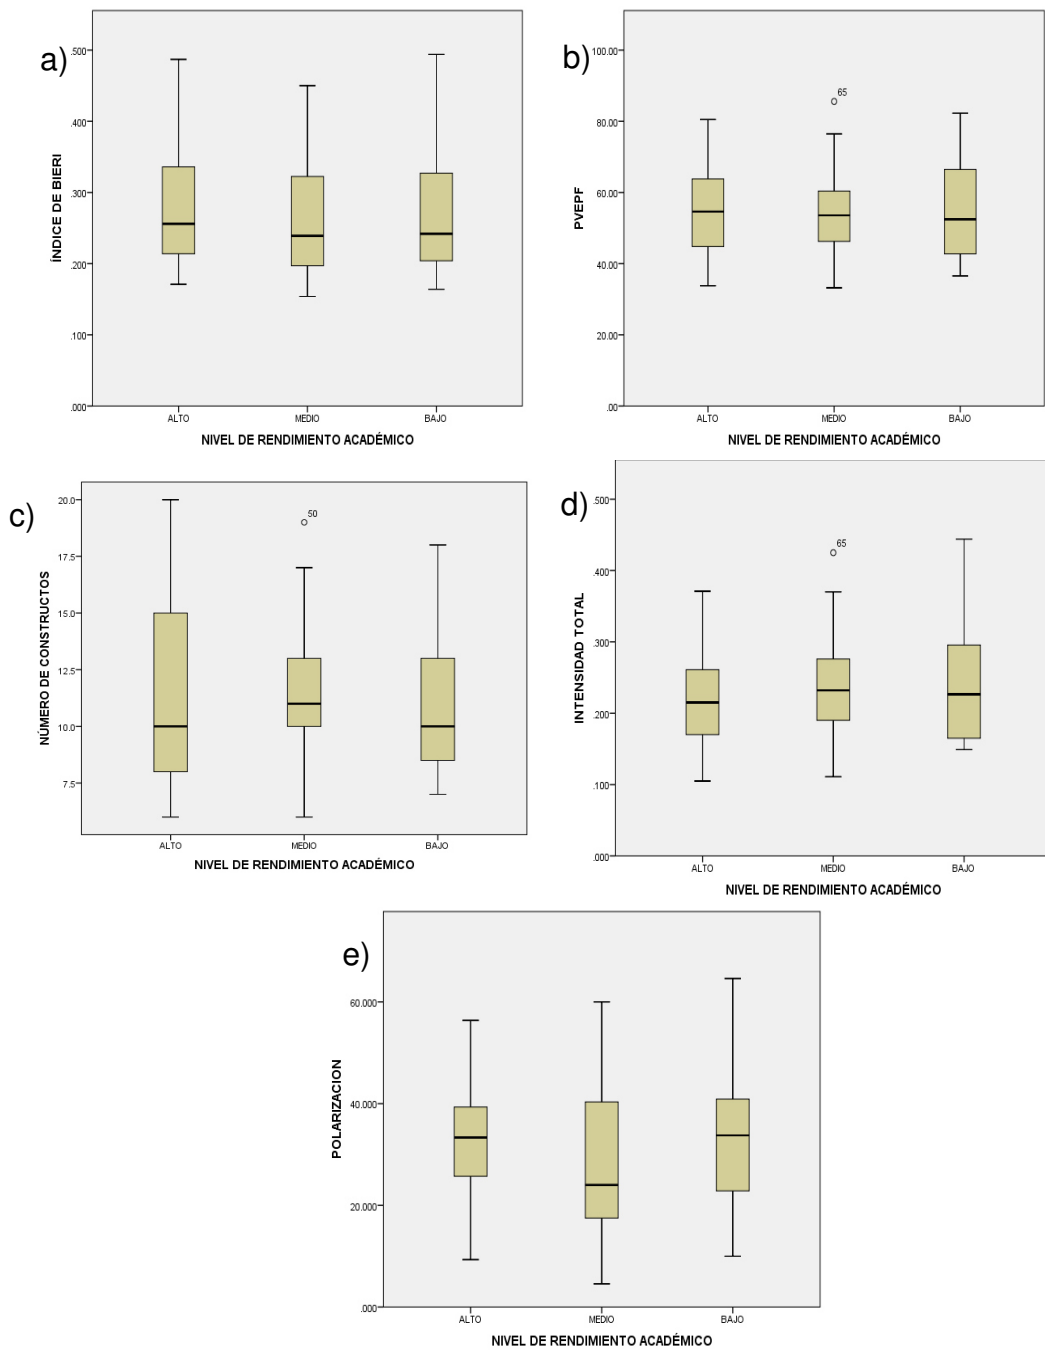 a)
.500
.400
.300
.200
.100
.000
ÍNDICE DE BIERI
ALTO MEDIO BAJO
NIVEL DE RENDIMIENTO ACADÉMICO
b)
100.00
80.00
60.00
40.00
20.00
.00
PVEPF
65
ALTO MEDIO BAJO
NIVEL DE RENDIMIENTO ACADÉMICO
c)
20.0
17.5
15.0
12.5
10.0
7.5
NÚMERO DE CONSTRUCTOS
50
ALTO MEDIO BAJO
NIVEL DE RENDIMIENTO ACADÉMICO
d)
.500
.400
.300
.200
.100
.000
INTENSIDAD TOTAL
65
ALTO MEDIO BAJO
NIVEL DE RENDIMIENTO ACADÉMICO
e)
60.000
40.000
20.000
.000
POLARIZACION
ALTO MEDIO BAJO
NIVEL DE RENDIMIENTO ACADÉMICO